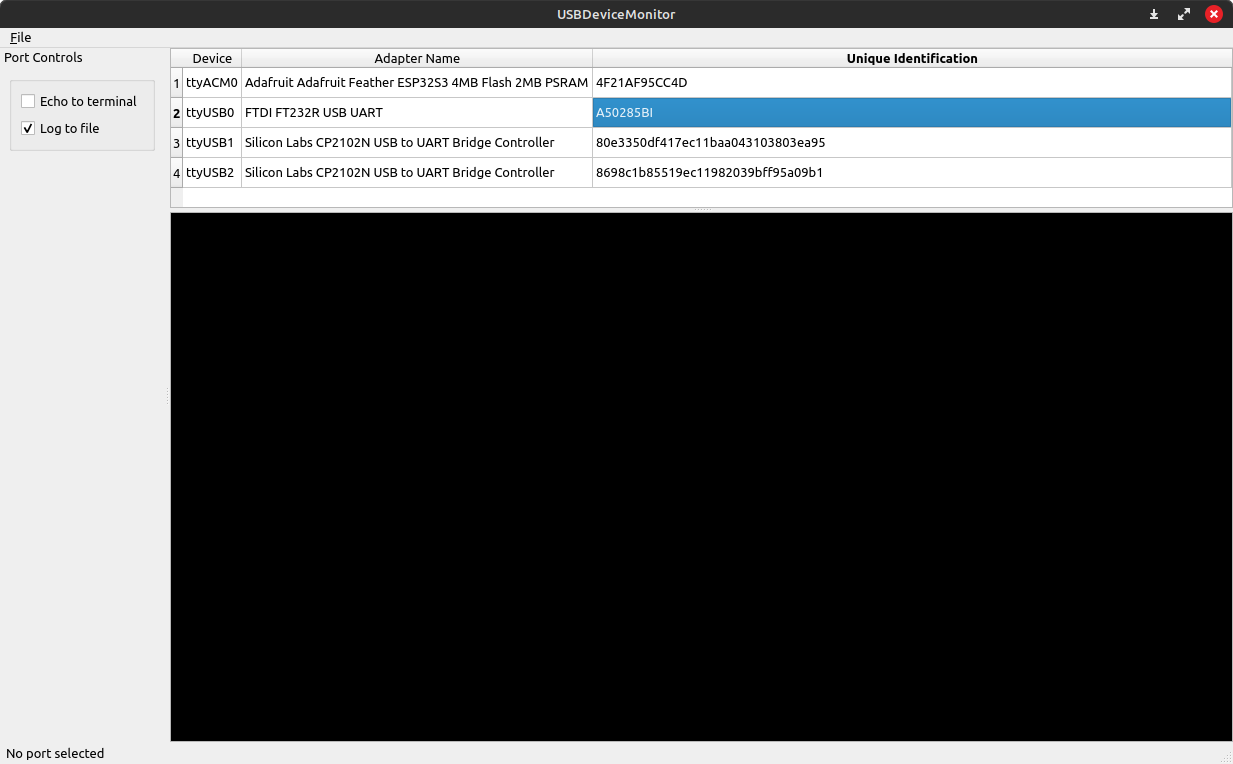 USBDeviceMonitor
File
Port Controls
Echo to terminal
Log to file
Device Adapter Name Unique Identification
1 ttyACM0 Adafruit Adafruit Feather ESP32S3 4MB Flash 2MB PSRAM 4F21AF95CC4D
2 ttyUSB0 FTDI FT232R USB UART A50285BI
3 ttyUSB1 Silicon Labs CP2102N USB to UART Bridge Controller 80e3350df417ec11baa043103803ea95
4 ttyUSB2 Silicon Labs CP2102N USB to UART Bridge Controller 8698c1b85519ec11982039bff95a09b1
No port selected